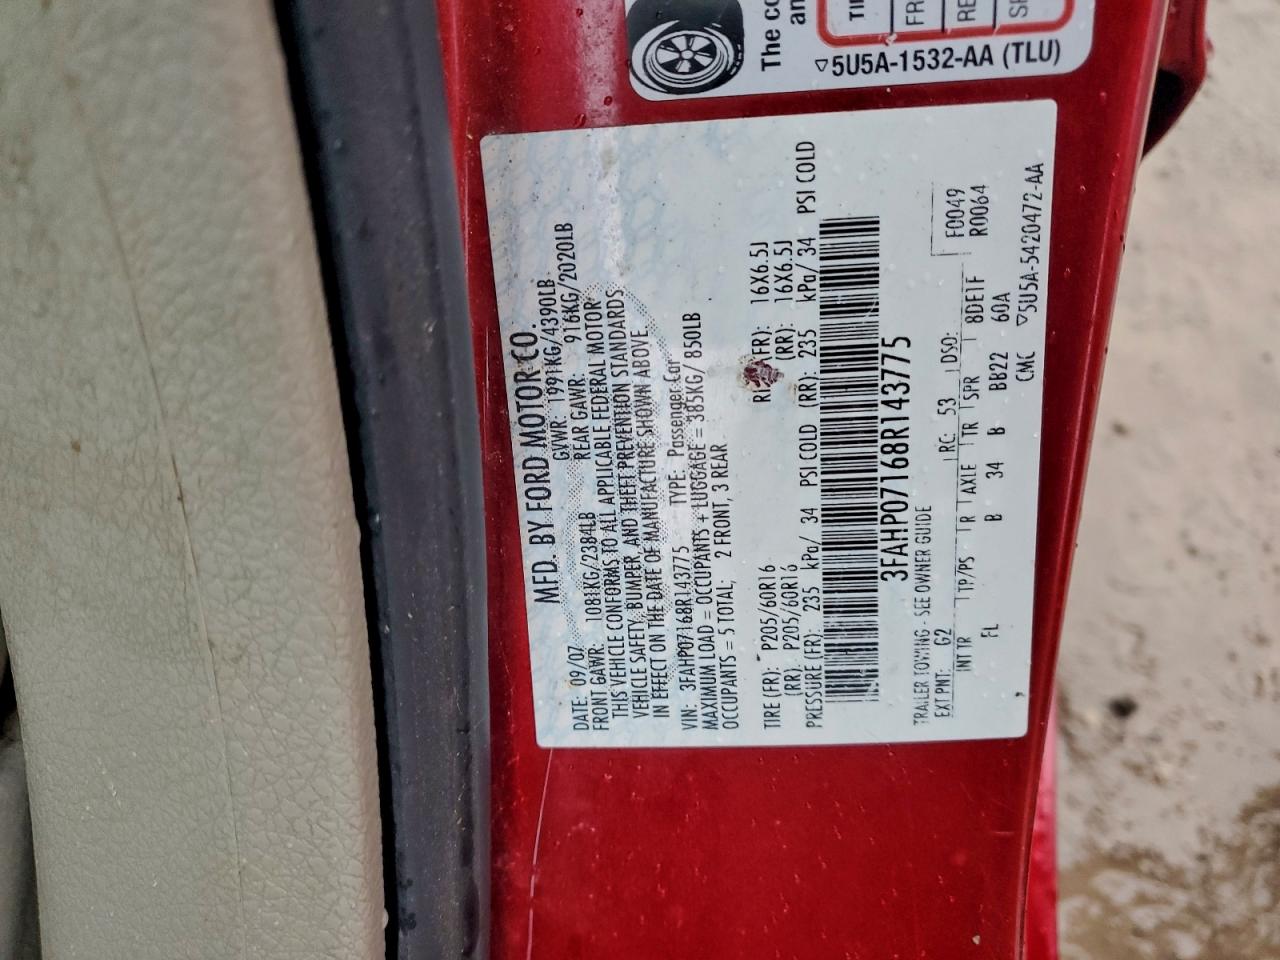 The co
an
TI
FR
RE
SP
▽5U5A-1532-AA (TLU)
MFD. BY FORD MOTOR CO.
DATE: 09/07 GVWR: 1991KG/4390LB
FRONT GAWR: 1081KG/2384LB REAR GAWR: 916KG/2020LB
THIS VEHICLE CONFORMS TO ALL APPLICABLE FEDERAL MOTOR
VEHICLE SAFETY, BUMPER, AND THEFT PREVENTION STANDARDS
IN EFFECT ON THE DATE OF MANUFACTURE SHOWN ABOVE.
VIN: 3FAHP07168R143775 TYPE: Passenger Car
MAXIMUM LOAD = OCCUPANTS + LUGGAGE = 385KG/ 850LB
OCCUPANTS = 5 TOTAL; 2 FRONT, 3 REAR
TIRE (FR): P205/60R16 (FR): 16X6.5J
(RR): P205/60R16 (RR): 16X6.5J
PRESSURE (FR): 235 kPa/ 34 PSI COLD (RR): 235 kPa/ 34 PSI COLD
3FAHP07168R143775
TRAILER TOWING - SEE OWNER GUIDE F0049
EXT PNT: G2 RC: 53 DSO: R0064
INT TR TP/PS R AXLE TR SPR 8DE1F
FL B 34 B BB22 60A
CMC ▽5U5A-5420472-AA